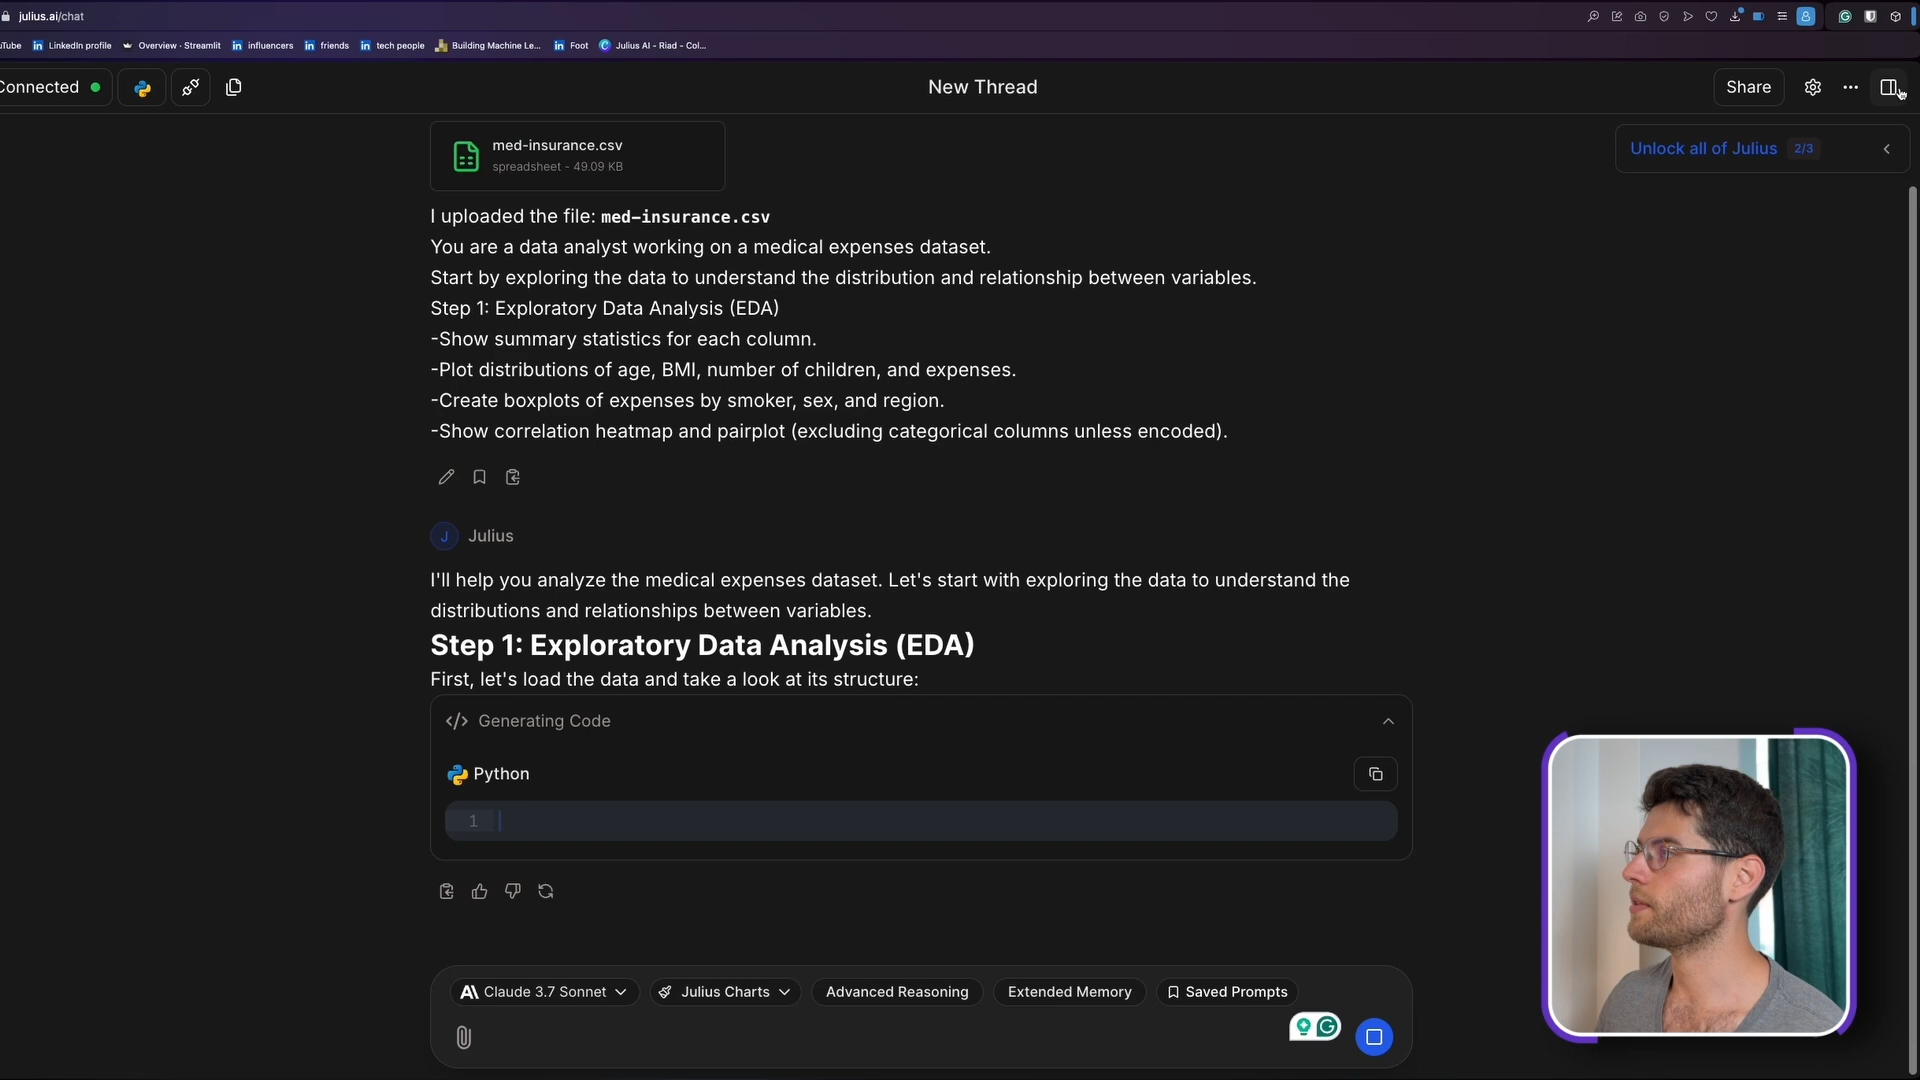 julius.ai/chat
uTube LinkedIn profile Overview · Streamlit influencers friends tech people Building Machine Le... Foot Julius AI - Riad - Col...
Connected New Thread Share
Unlock all of Julius 2/3
med-insurance.csv
spreadsheet - 49.09 KB
I uploaded the file: med-insurance.csv
You are a data analyst working on a medical expenses dataset.
Start by exploring the data to understand the distribution and relationship between variables.
Step 1: Exploratory Data Analysis (EDA)
-Show summary statistics for each column.
-Plot distributions of age, BMI, number of children, and expenses.
-Create boxplots of expenses by smoker, sex, and region.
-Show correlation heatmap and pairplot (excluding categorical columns unless encoded).
J Julius
I'll help you analyze the medical expenses dataset. Let's start with exploring the data to understand the
distributions and relationships between variables.
Step 1: Exploratory Data Analysis (EDA)
First, let's load the data and take a look at its structure:
</> Generating Code
Python
1
Claude 3.7 Sonnet Julius Charts Advanced Reasoning Extended Memory Saved Prompts